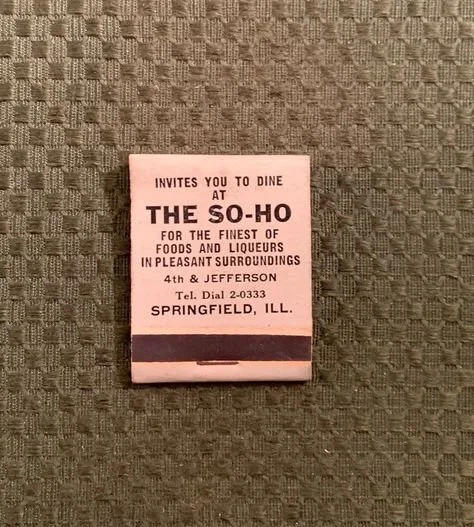 INVITES YOU TO DINE
AT
THE SO-HO
FOR THE FINEST OF
FOODS AND LIQUEURS
IN PLEASANT SURROUNDINGS
4th & JEFFERSON
Tel. Dial 2-0333
SPRINGFIELD, ILL.